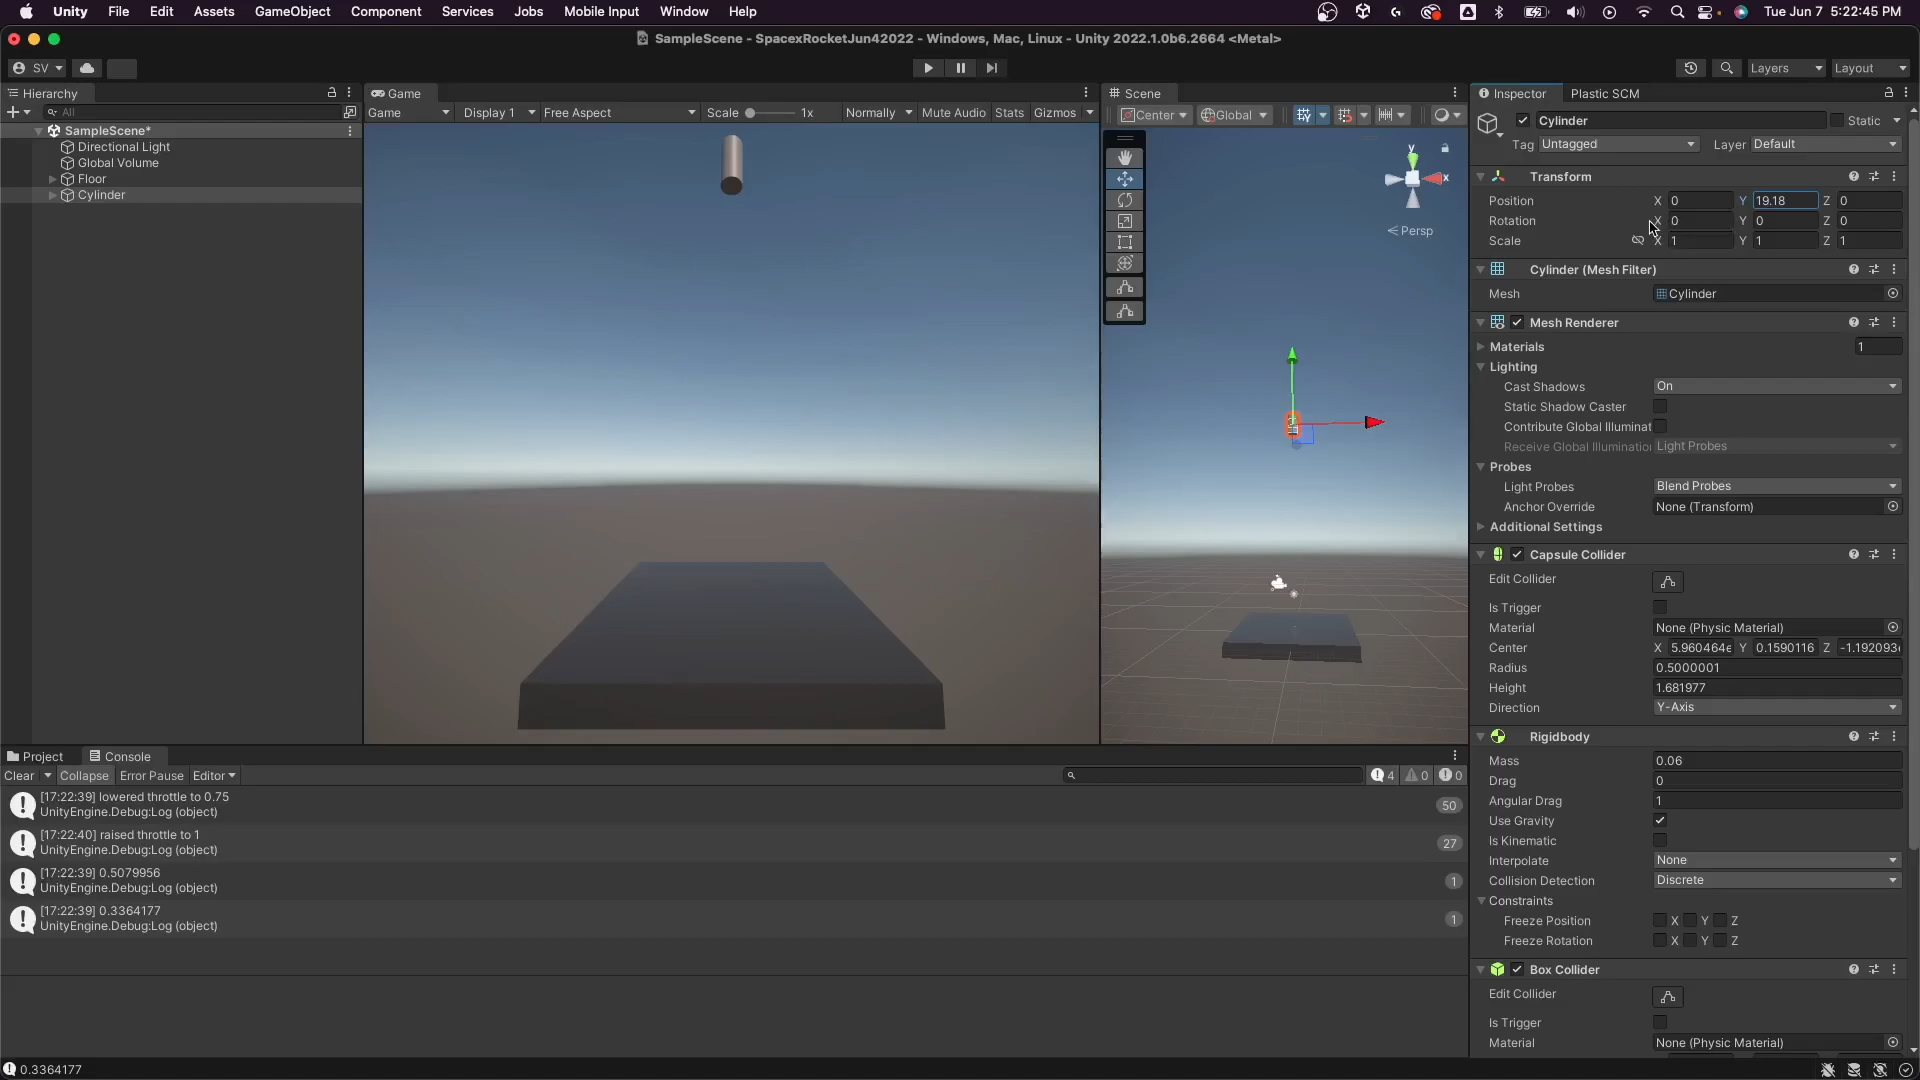 Unity File Edit Assets GameObject Component Services Jobs Mobile Input Window Help Tue Jun 7 5:22:45 PM
SampleScene - SpacexRocketJun42022 - Windows, Mac, Linux - Unity 2022.1.0b6.2664 <Metal>
SV Layers Layout
Hierarchy
All
SampleScene*
Directional Light
Global Volume
Floor
Cylinder
Game
Game Display 1 Free Aspect Scale 1x Normally Mute Audio Stats Gizmos
Scene
Center Global
y
x
Persp
Inspector Plastic SCM
Cylinder Static
Tag Untagged Layer Default
Transform
Position X 0 Y 19.18 Z 0
Rotation X 0 Y 0 Z 0
Scale X 1 Y 1 Z 1
Cylinder (Mesh Filter)
Mesh Cylinder
Mesh Renderer
Materials 1
Lighting
Cast Shadows On
Static Shadow Caster
Contribute Global Illuminat
Receive Global Illuminatio Light Probes
Probes
Light Probes Blend Probes
Anchor Override None (Transform)
Additional Settings
Capsule Collider
Edit Collider
Is Trigger
Material None (Physic Material)
Center X 5.960464e Y 0.1590116 Z -1.192093
Radius 0.5000001
Height 1.681977
Direction Y-Axis
Rigidbody
Mass 0.06
Drag 0
Angular Drag 1
Use Gravity
Is Kinematic
Interpolate None
Collision Detection Discrete
Constraints
Freeze Position X Y Z
Freeze Rotation X Y Z
Box Collider
Edit Collider
Is Trigger
Material None (Physic Material)
Project Console
Clear Collapse Error Pause Editor 4 0 0
[17:22:39] lowered throttle to 0.75
UnityEngine.Debug:Log (object) 50
[17:22:40] raised throttle to 1
UnityEngine.Debug:Log (object) 27
[17:22:39] 0.5079956
UnityEngine.Debug:Log (object) 1
[17:22:39] 0.3364177
UnityEngine.Debug:Log (object) 1
0.3364177